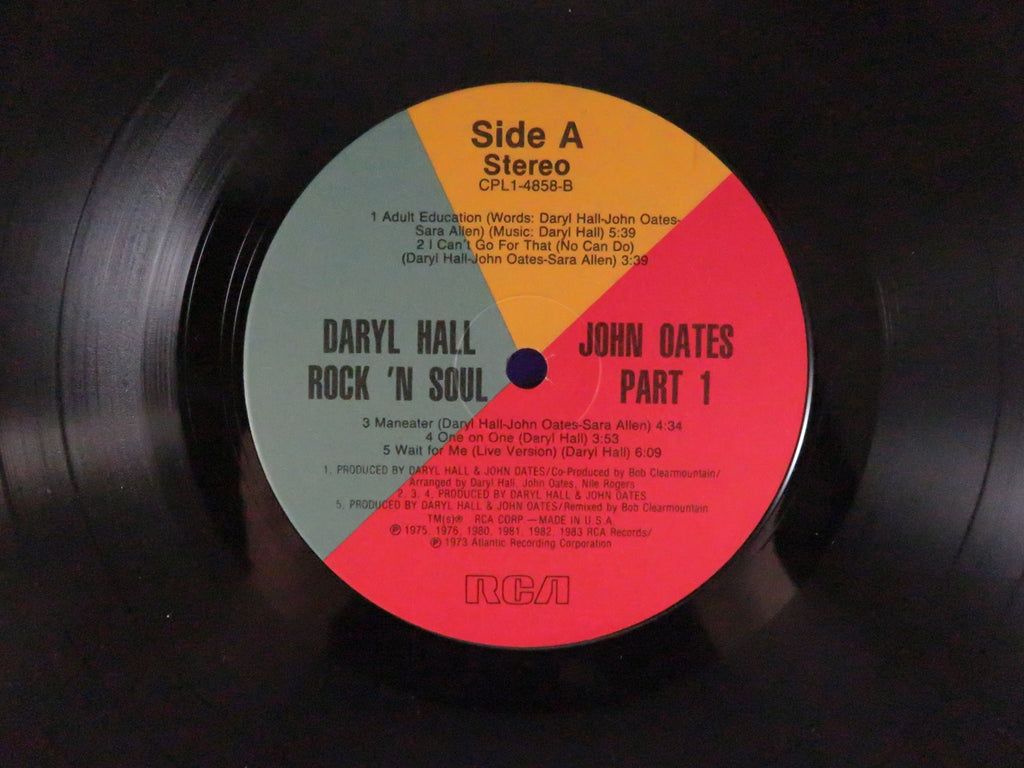 Side A
Stereo
CPL1-4858-B
1 Adult Education (Words: Daryl Hall-John Oates-
Sara Allen) (Music: Daryl Hall) 5:39
2 I Can't Go For That (No Can Do)
(Daryl Hall-John Oates-Sara Allen) 3:39
DARYL HALL JOHN OATES
ROCK 'N SOUL PART 1
3 Maneater (Daryl Hall-John Oates-Sara Allen) 4:34
4 One on One (Daryl Hall) 3:53
5 Wait for Me (Live Version) (Daryl Hall) 6:09
1. PRODUCED BY DARYL HALL & JOHN OATES/Co-Produced by Bob Clearmountain/
Arranged by Daryl Hall, John Oates, Nile Rogers
2. 3. 4. PRODUCED BY DARYL HALL & JOHN OATES
5. PRODUCED BY DARYL HALL & JOHN OATES/Remixed by Bob Clearmountain
TM(s)® RCA CORP.—MADE IN U.S.A.
℗ 1975, 1976, 1980, 1981, 1982, 1983 RCA Records/
℗ 1973 Atlantic Recording Corporation
RCA